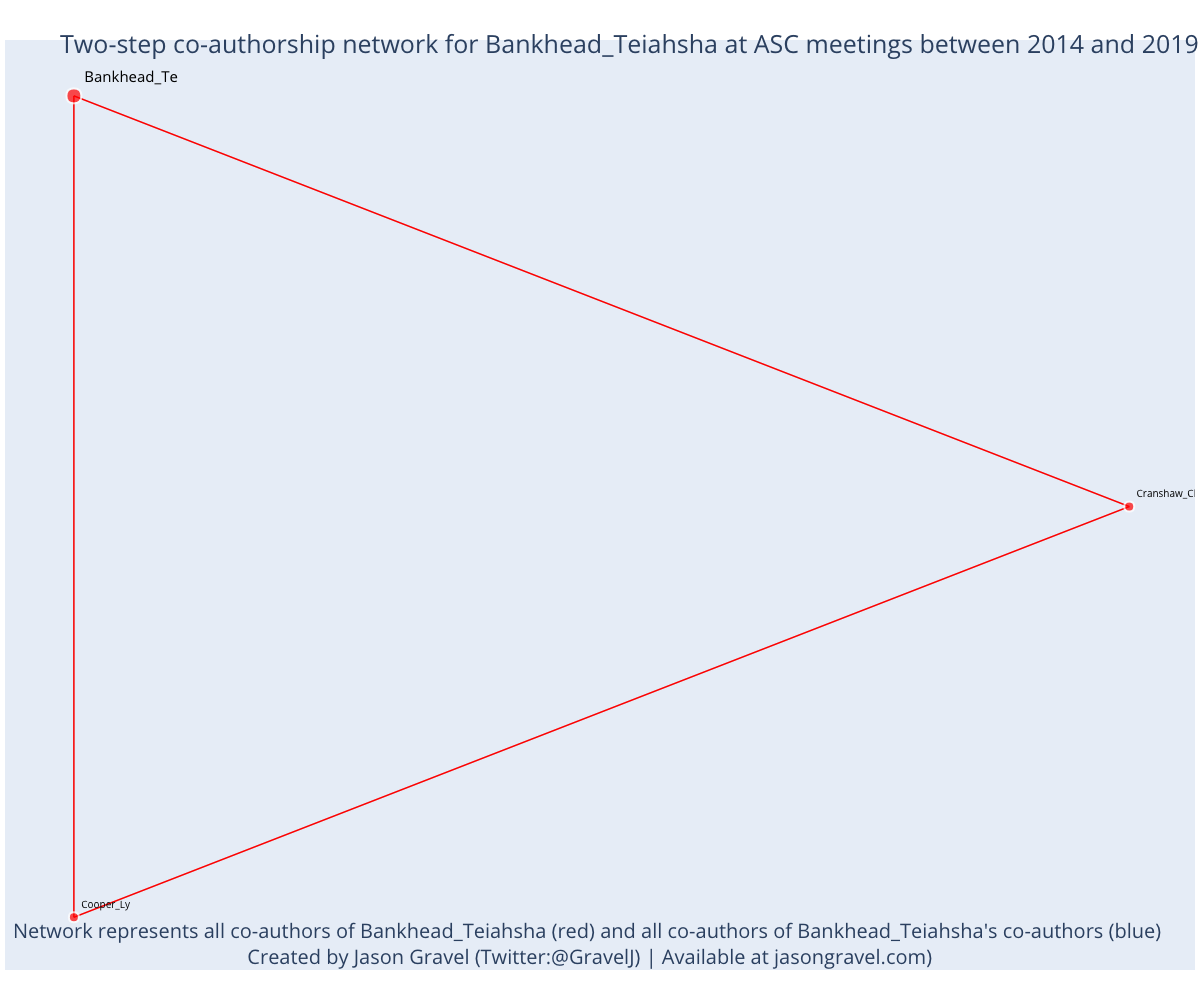 Two-step co-authorship network for Bankhead_Teiahsha at ASC meetings between 2014 and 2019
Bankhead_Te
Cranshaw_Cl
Cooper_Ly
Network represents all co-authors of Bankhead_Teiahsha (red) and all co-authors of Bankhead_Teiahsha's co-authors (blue)
Created by Jason Gravel (Twitter:@GravelJ) | Available at jasongravel.com)